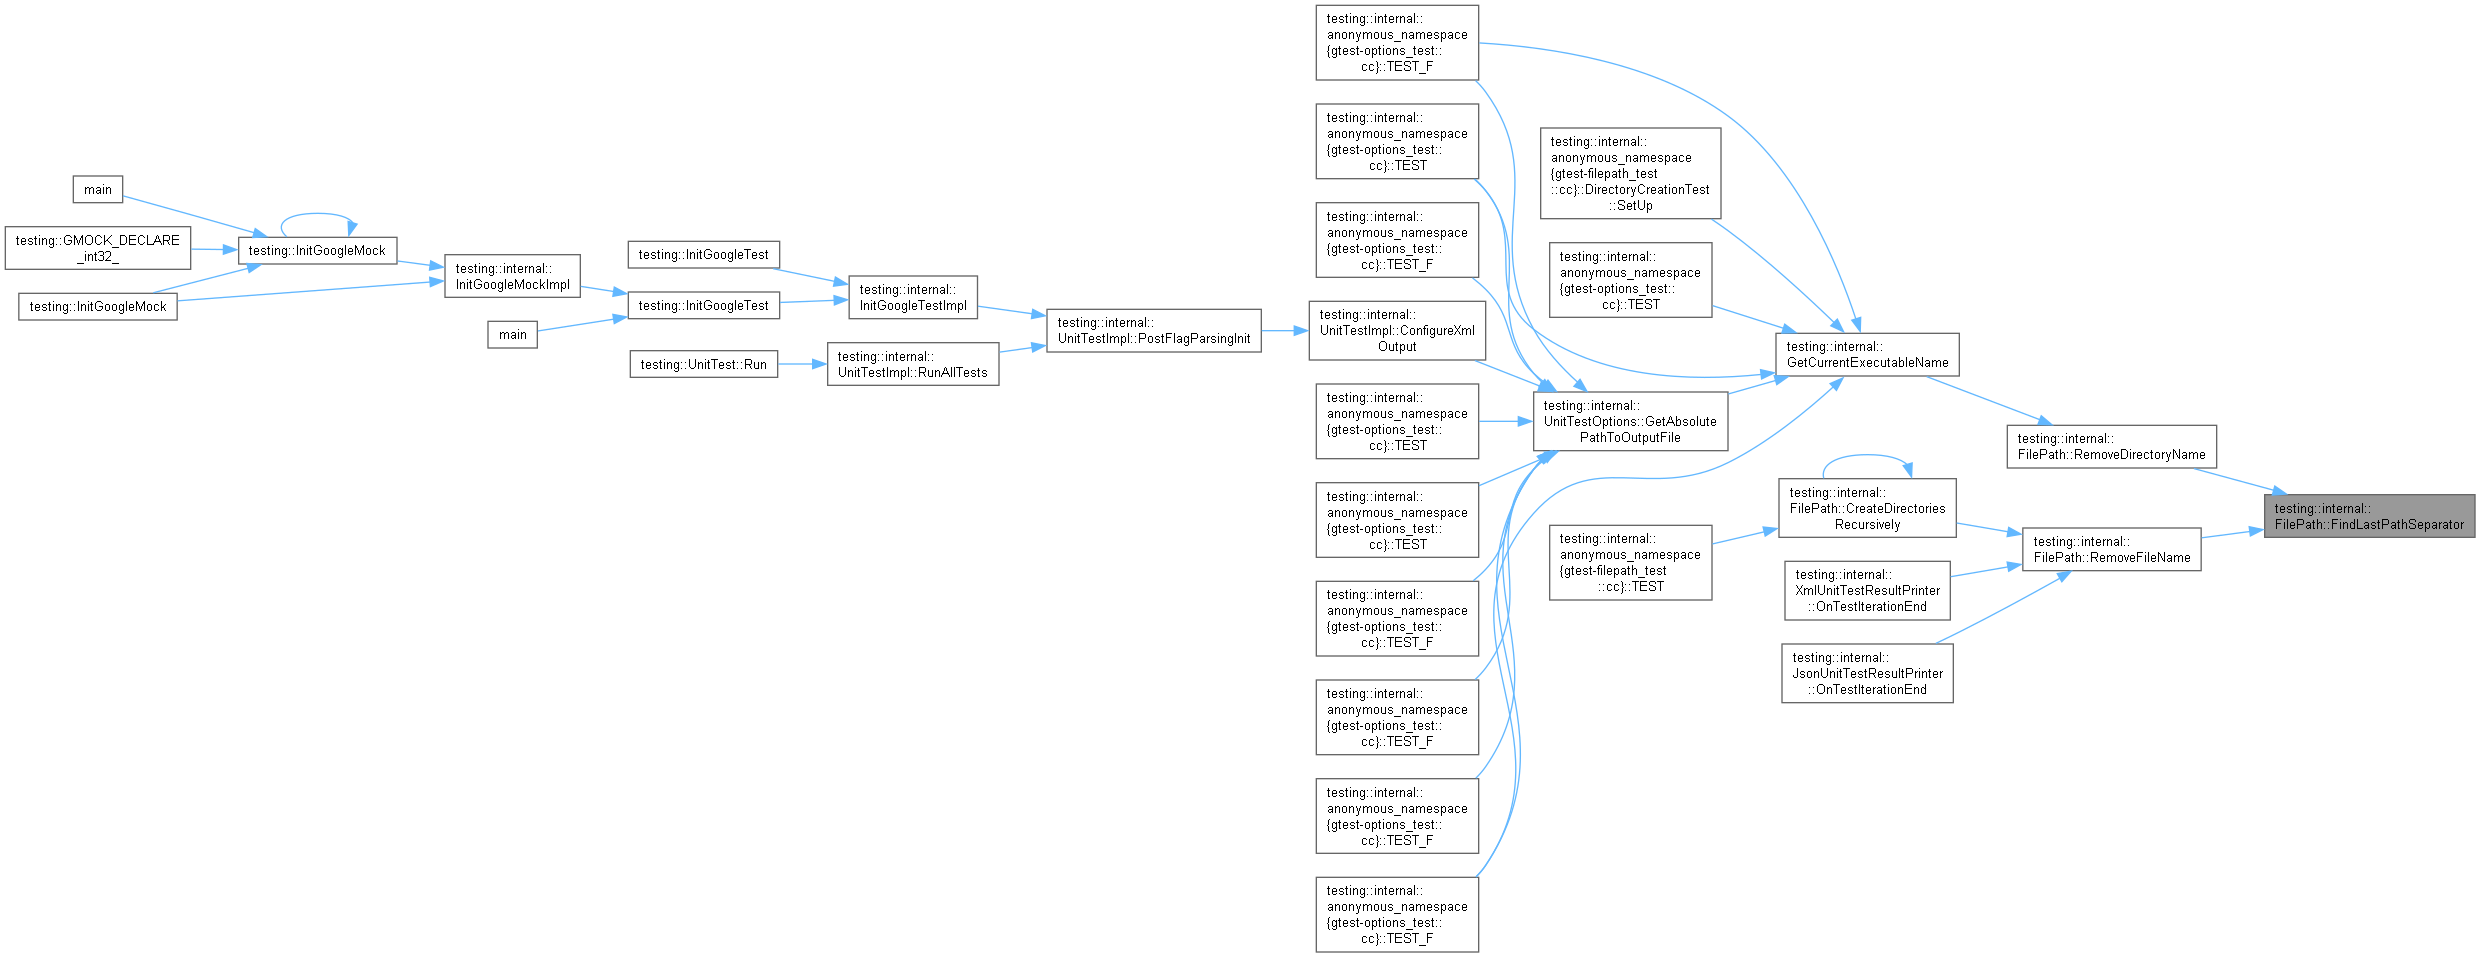 main
testing::GMOCK_DECLARE
_int32_
testing::InitGoogleMock
testing::InitGoogleMock
testing::internal::
InitGoogleMockImpl
main
testing::InitGoogleTest
testing::InitGoogleTest
testing::UnitTest::Run
testing::internal::
InitGoogleTestImpl
testing::internal::
UnitTestImpl::RunAllTests
testing::internal::
UnitTestImpl::PostFlagParsingInit
testing::internal::
anonymous_namespace
{gtest-options_test::
cc}::TEST_F
testing::internal::
anonymous_namespace
{gtest-options_test::
cc}::TEST
testing::internal::
anonymous_namespace
{gtest-options_test::
cc}::TEST_F
testing::internal::
UnitTestImpl::ConfigureXml
Output
testing::internal::
anonymous_namespace
{gtest-options_test::
cc}::TEST
testing::internal::
anonymous_namespace
{gtest-options_test::
cc}::TEST
testing::internal::
anonymous_namespace
{gtest-options_test::
cc}::TEST_F
testing::internal::
anonymous_namespace
{gtest-options_test::
cc}::TEST_F
testing::internal::
anonymous_namespace
{gtest-options_test::
cc}::TEST_F
testing::internal::
anonymous_namespace
{gtest-options_test::
cc}::TEST_F
testing::internal::
anonymous_namespace
{gtest-filepath_test
::cc}::DirectoryCreationTest
::SetUp
testing::internal::
anonymous_namespace
{gtest-options_test::
cc}::TEST
testing::internal::
UnitTestOptions::GetAbsolute
PathToOutputFile
testing::internal::
anonymous_namespace
{gtest-filepath_test
::cc}::TEST
testing::internal::
GetCurrentExecutableName
testing::internal::
FilePath::CreateDirectories
Recursively
testing::internal::
XmlUnitTestResultPrinter
::OnTestIterationEnd
testing::internal::
JsonUnitTestResultPrinter
::OnTestIterationEnd
testing::internal::
FilePath::RemoveDirectoryName
testing::internal::
FilePath::RemoveFileName
testing::internal::
FilePath::FindLastPathSeparator